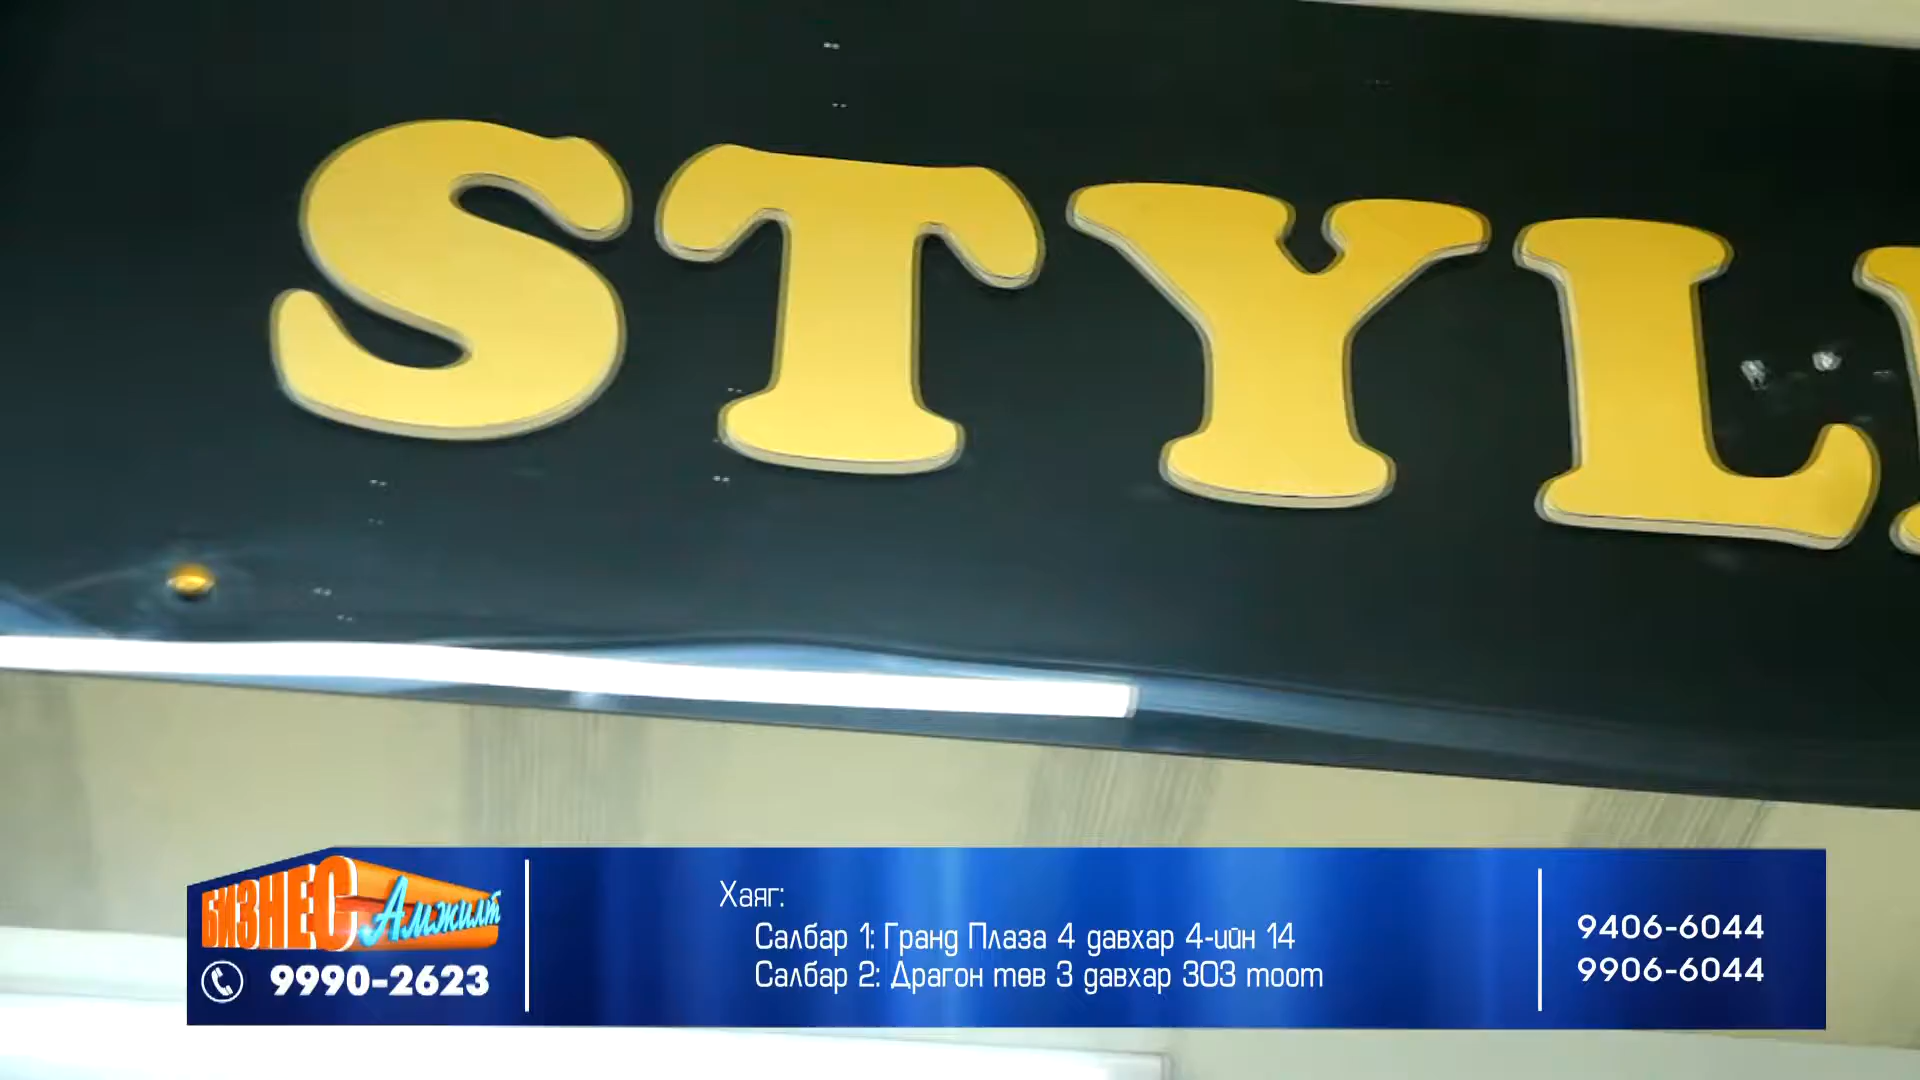 STYL
БИЗНЕС Амжилт
9990-2623
Хаяг:
Салбар 1: Гранд Плаза 4 давхар 4-ийн 14
Салбар 2: Драгон төв 3 давхар 303 тоот
9406-6044
9906-6044